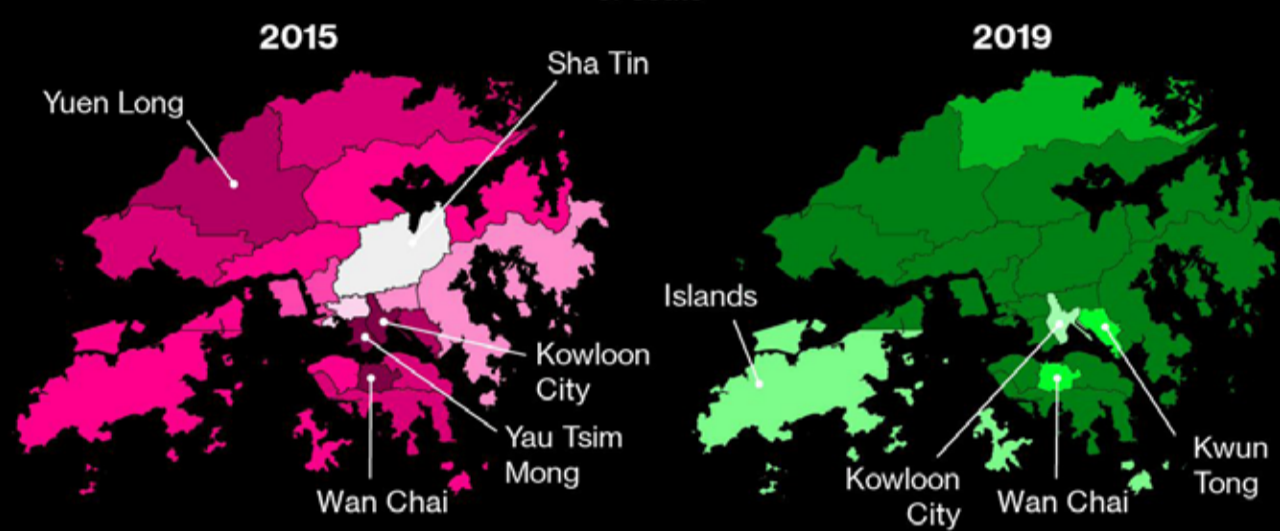 2015
Sha Tin
Yuen Long
Kowloon
City
Yau Tsim
Mong
Wan Chai
2019
Islands
Kowloon
City
Wan Chai
Kwun
Tong